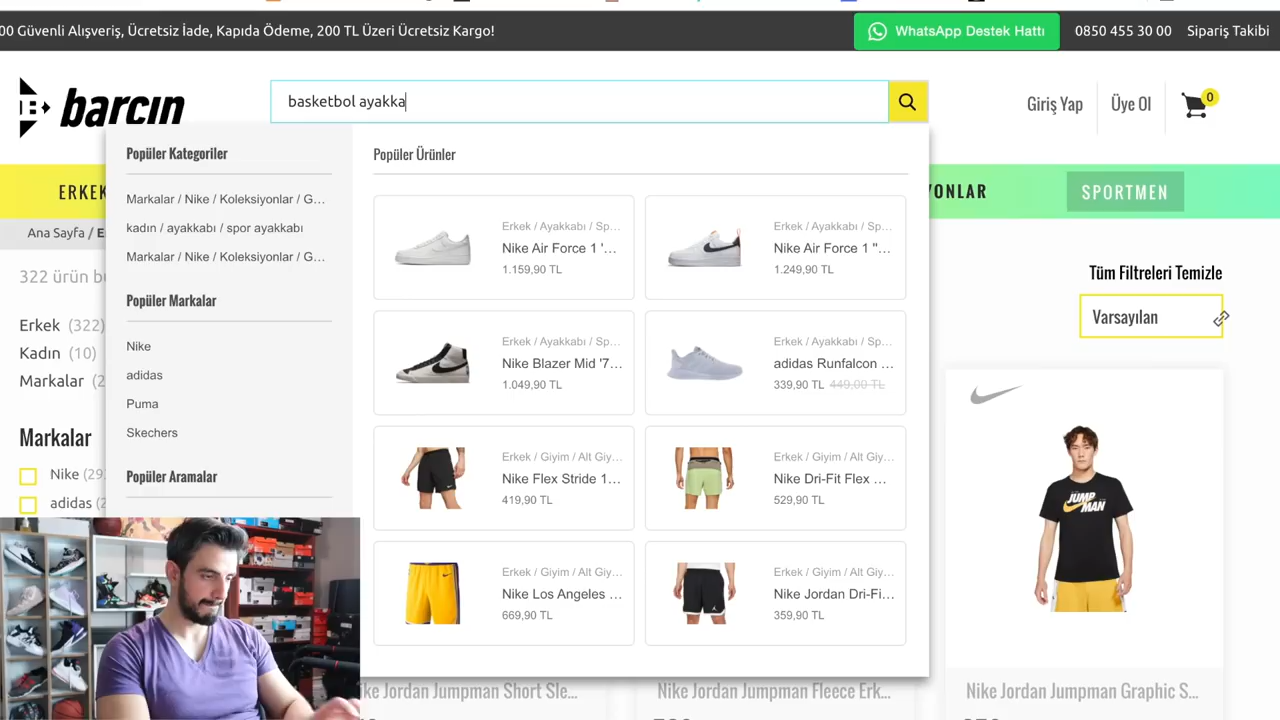 00 Güvenli Alışveriş, Ücretsiz İade, Kapıda Ödeme, 200 TL Üzeri Ücretsiz Kargo!
WhatsApp Destek Hattı
0850 455 30 00
Sipariş Takibi
barcın
basketbol ayakka
Giriş Yap
Üye Ol
0
ERKEK
YONLAR
SPORTMEN
Ana Sayfa / E
322 ürün bu
Erkek (322)
Kadın (10)
Markalar (2
Markalar
Nike (29
adidas (2
Popüler Kategoriler
Markalar / Nike / Koleksiyonlar / G...
kadın / ayakkabı / spor ayakkabı
Markalar / Nike / Koleksiyonlar / G...
Popüler Markalar
Nike
adidas
Puma
Skechers
Popüler Aramalar
Popüler Ürünler
Erkek / Ayakkabı / Sp...
Nike Air Force 1 '...
1.159,90 TL
Erkek / Ayakkabı / Sp...
Nike Air Force 1 "...
1.249,90 TL
Erkek / Ayakkabı / Sp...
Nike Blazer Mid '7...
1.049,90 TL
Erkek / Ayakkabı / Sp...
adidas Runfalcon ...
339,90 TL 449,00 TL
Erkek / Giyim / Alt Giy...
Nike Flex Stride 1...
419,90 TL
Erkek / Giyim / Alt Giy...
Nike Dri-Fit Flex ...
529,90 TL
Erkek / Giyim / Alt Giy...
Nike Los Angeles ...
669,90 TL
Erkek / Giyim / Alt Giy...
Nike Jordan Dri-Fi...
359,90 TL
Tüm Filtreleri Temizle
Varsayılan
JUMP
MAN
ke Jordan Jumpman Short Sle...
Nike Jordan Jumpman Fleece Erk...
Nike Jordan Jumpman Graphic S...